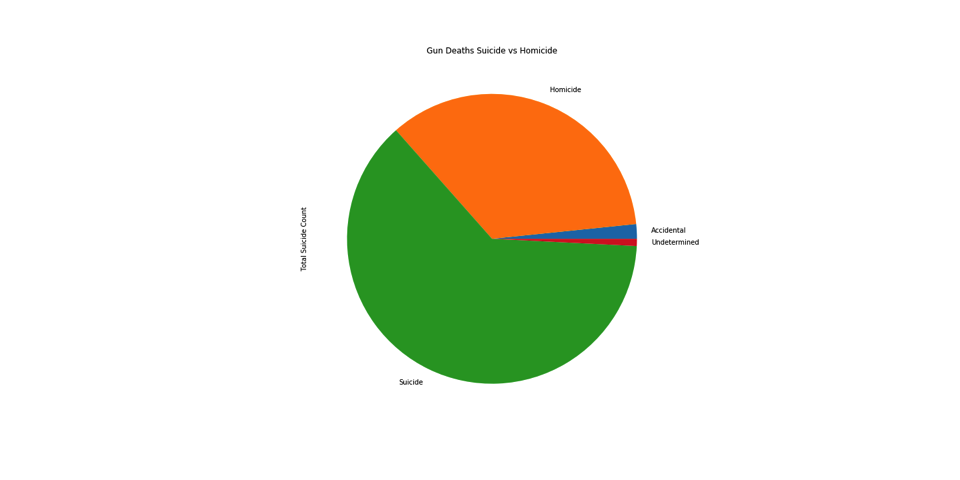 Gun Deaths Suicide vs Homicide
Homicide
Accidental
Undetermined
Total Suicide Count
Suicide